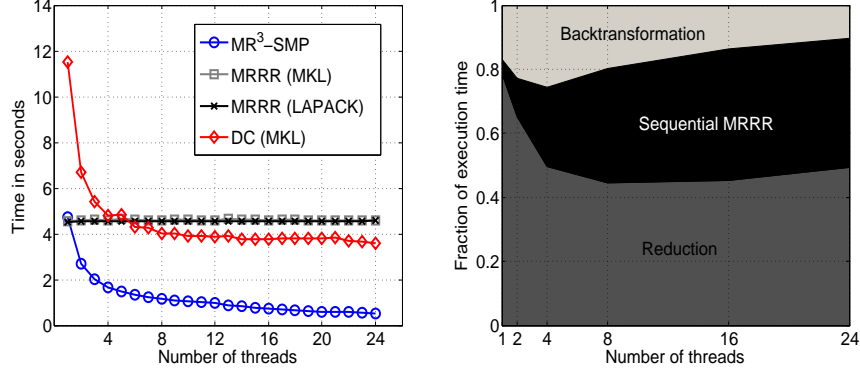 14
12
10
8
6
4
2
0
Time in seconds
MR³–SMP
MRRR (MKL)
MRRR (LAPACK)
DC (MKL)
4 8 12 16 20 24
Number of threads
1
0.8
0.6
0.4
0.2
0
Fraction of execution time
Backtransformation
Sequential MRRR
Reduction
1 2 4 8 16 24
Number of threads